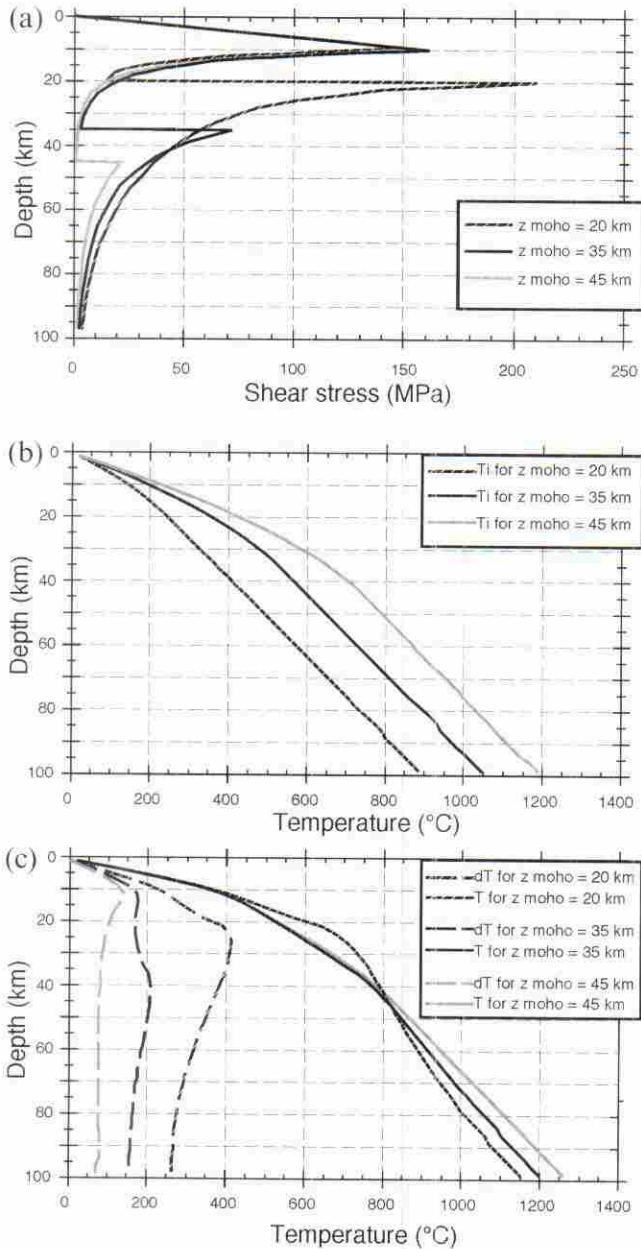 (a)
0
20
40
60
80
100
Depth (km)
z moho = 20 km
z moho = 35 km
z moho = 45 km
0 50 100 150 200 250
Shear stress (MPa)
(b)
0
20
40
60
80
100
Depth (km)
Ti for z moho = 20 km
Ti for z moho = 35 km
Ti for z moho = 45 km
0 200 400 600 800 1000 1200 1400
Temperature (°C)
(c)
0
20
40
60
80
100
Depth (km)
dT for z moho = 20 km
T for z moho = 20 km
dT for z moho = 35 km
T for z moho = 35 km
dT for z moho = 45 km
T for z moho = 45 km
0 200 400 600 800 1000 1200 1400
Temperature (°C)